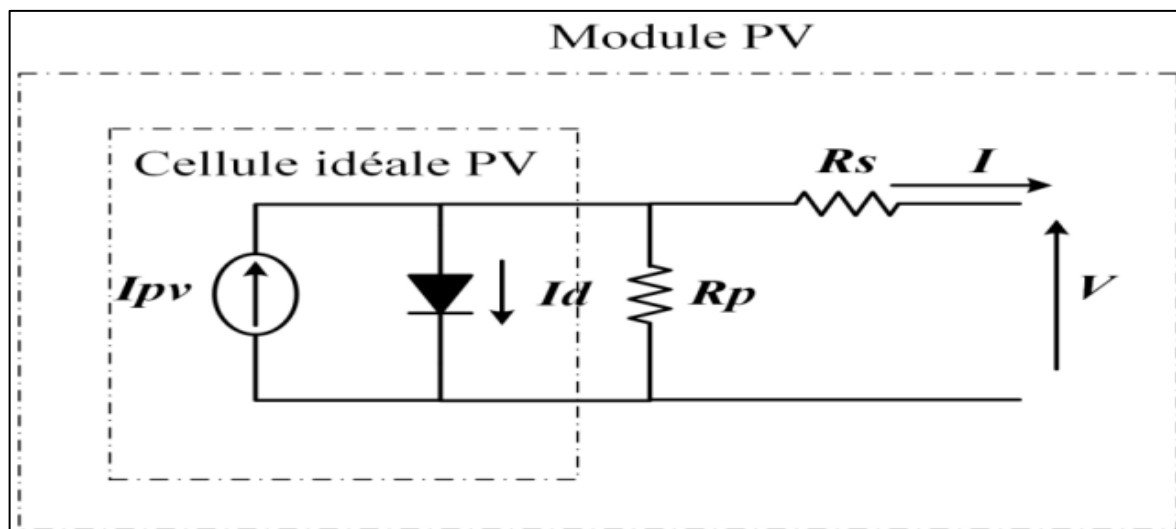 Module PV
Cellule idéale PV
Rs
I
Ipv
Id
Rp
V